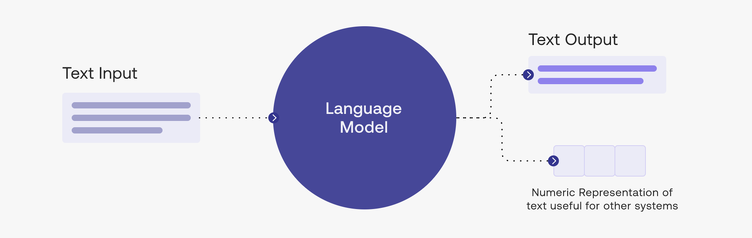 Text Input
Language
Model
Text Output
Numeric Representation of
text useful for other systems